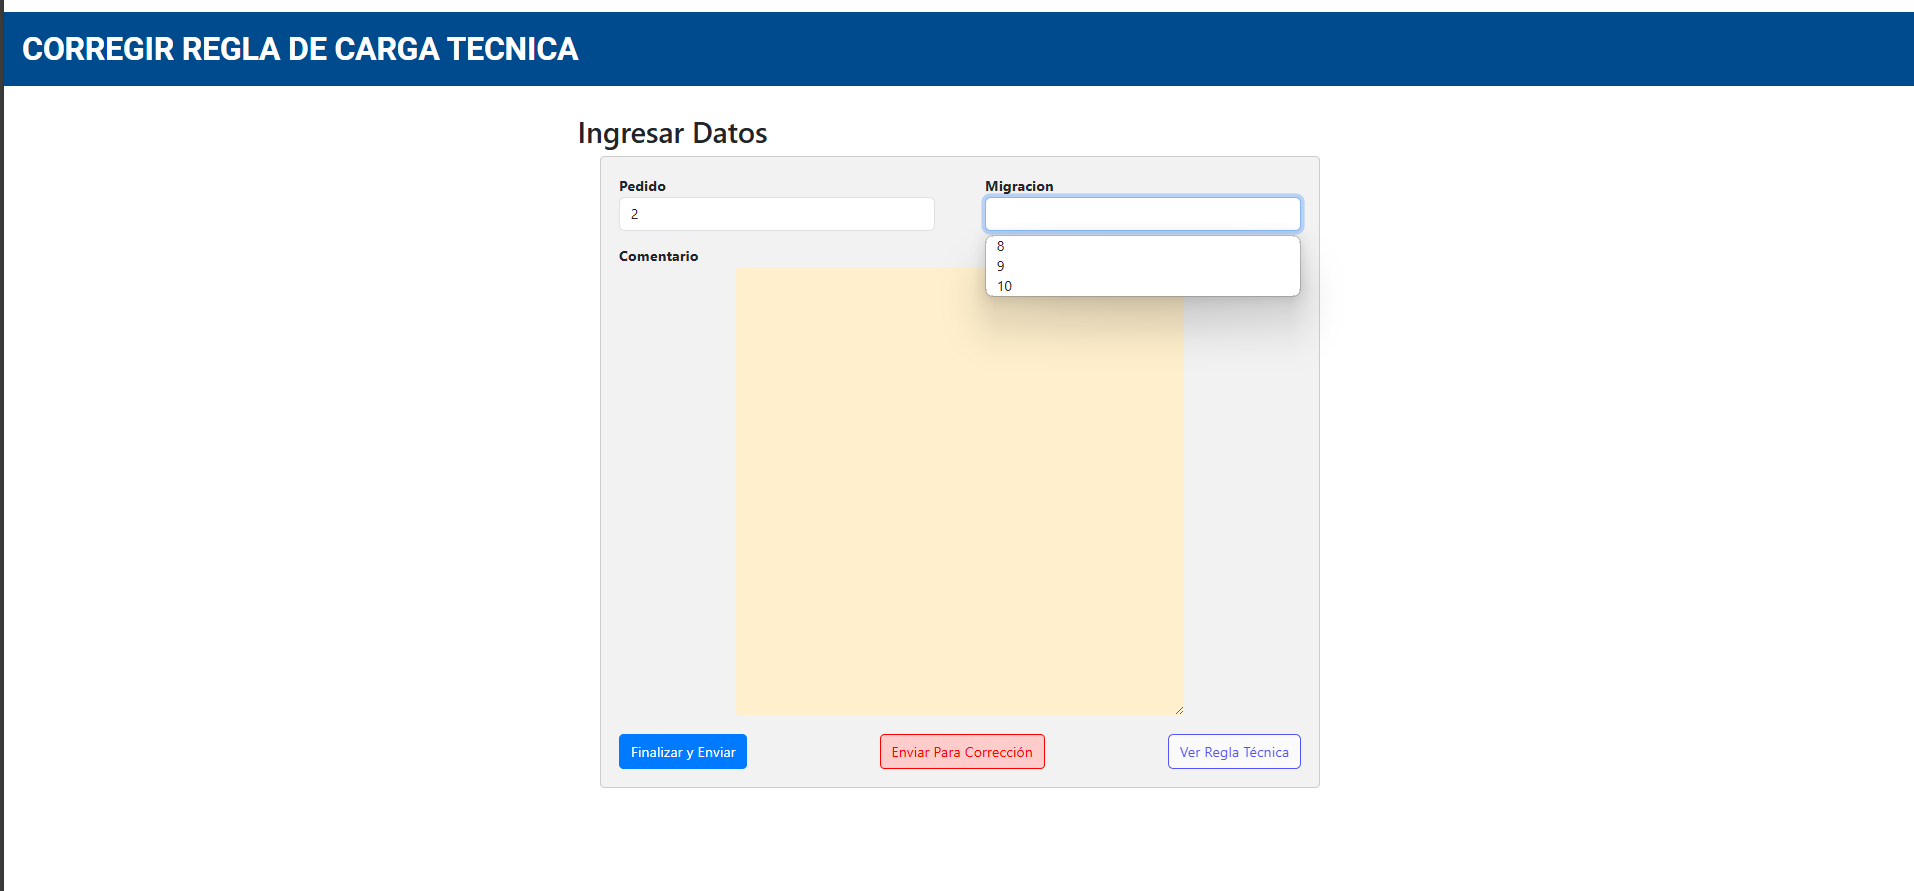 CORREGIR REGLA DE CARGA TECNICA
Ingresar Datos
Pedido
Migracion
2
8
9
10
Comentario
Finalizar y Enviar
Enviar Para Corrección
Ver Regla Técnica